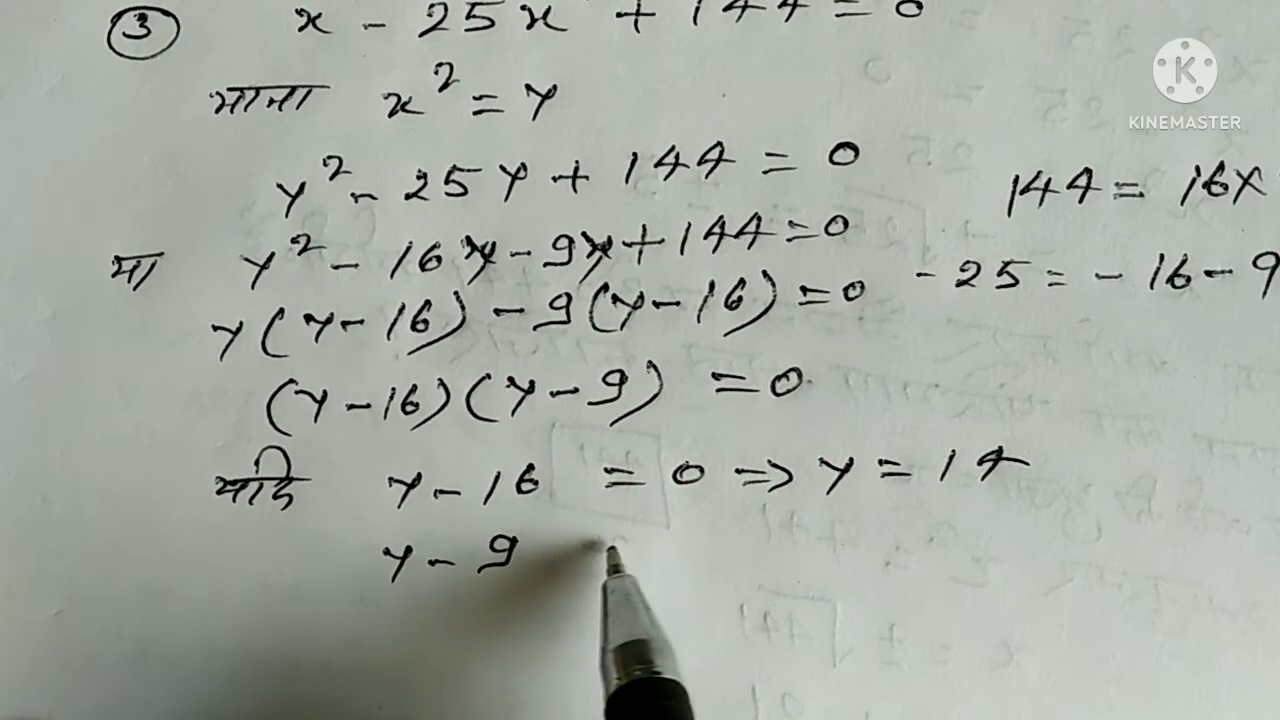 ③ x - 25x + 144 = 0
माना x² = y
y² - 25y + 144 = 0
144 = 16x
या y² - 16y - 9y + 144 = 0
-25 = -16-9
y(y-16) - 9(y-16) = 0
(y-16)(y-9) = 0
यदि y-16 = 0 => y = 14
y-9
K
KINEMASTER